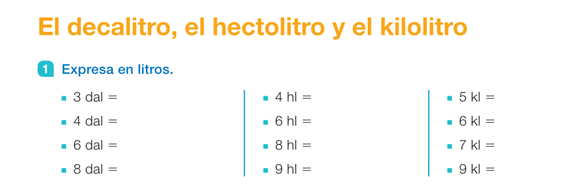 El decalitro, el hectolitro y el kilolitro
1 Expresa en litros.
3 dal =
4 dal =
6 dal =
8 dal =
4 hl =
6 hl =
8 hl =
9 hl =
5 kl =
6 kl =
7 kl =
9 kl =